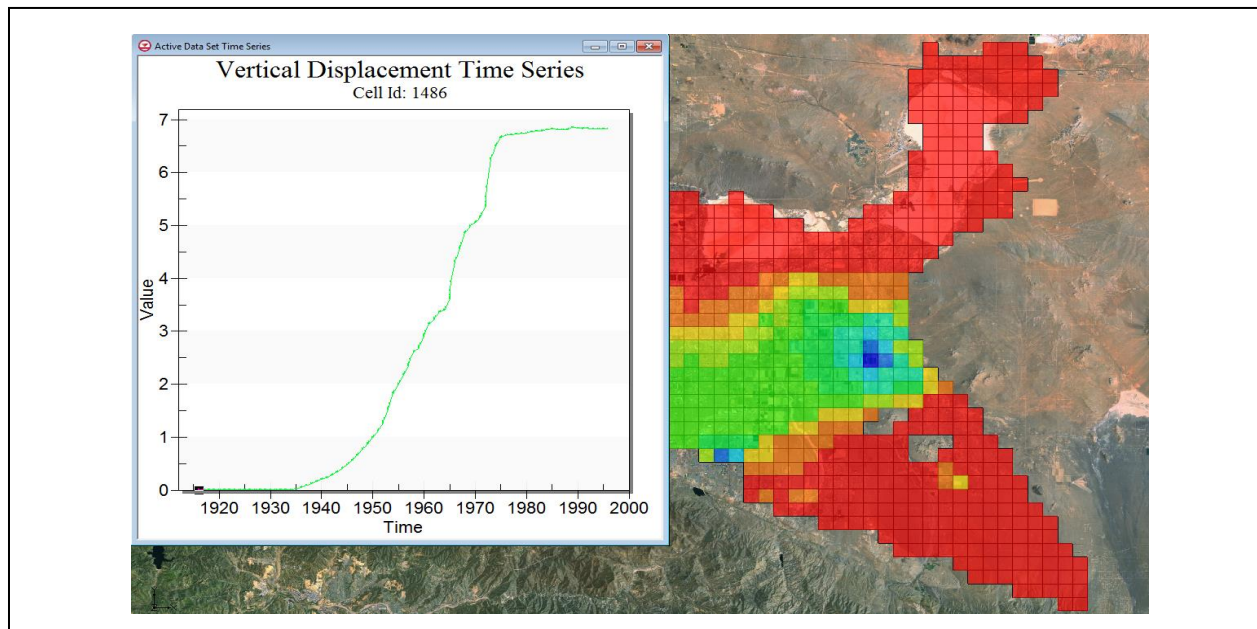 Active Data Set Time Series
Vertical Displacement Time Series
Cell Id: 1486
Value
7
6
5
4
3
2
1
0
1920 1930 1940 1950 1960 1970 1980 1990 2000
Time